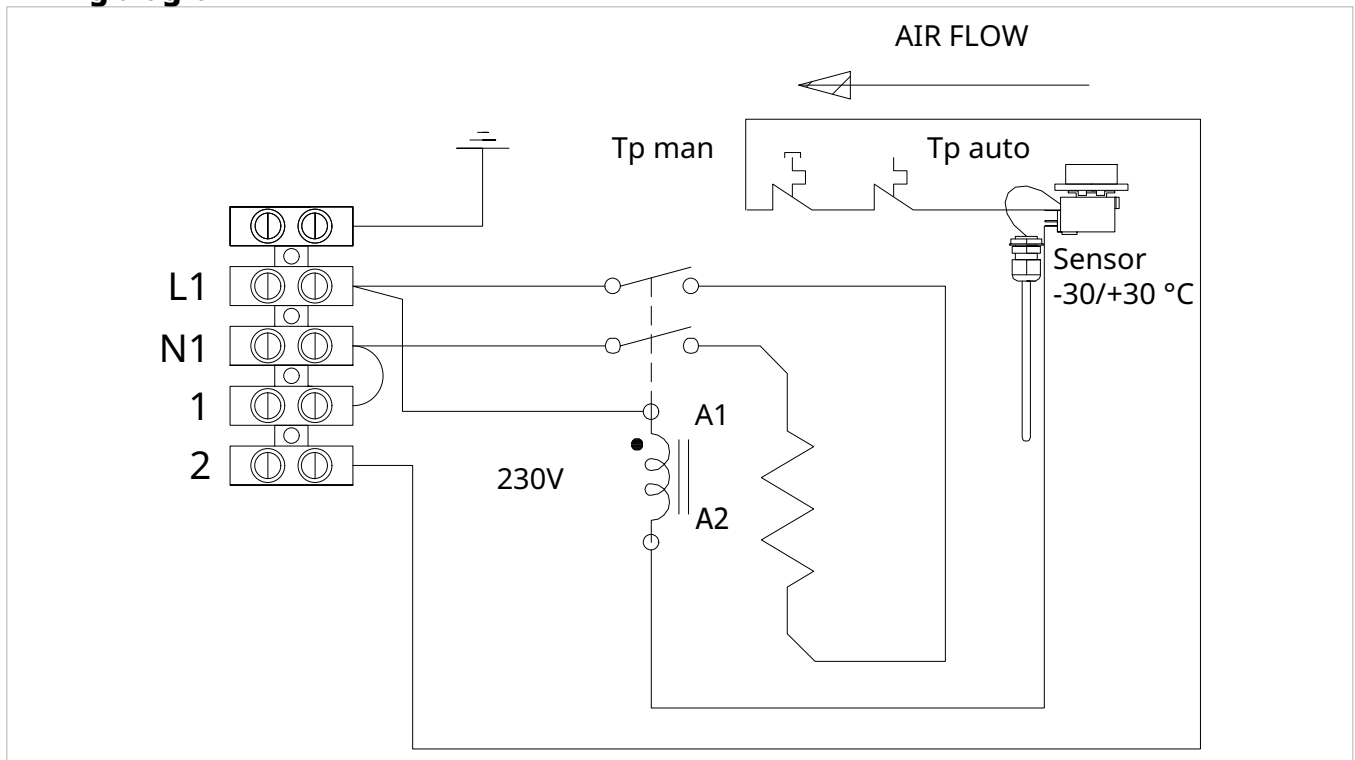 AIR FLOW
Tp man
Tp auto
Sensor
-30/+30 °C
L1
N1
1
2
A1
230V
A2